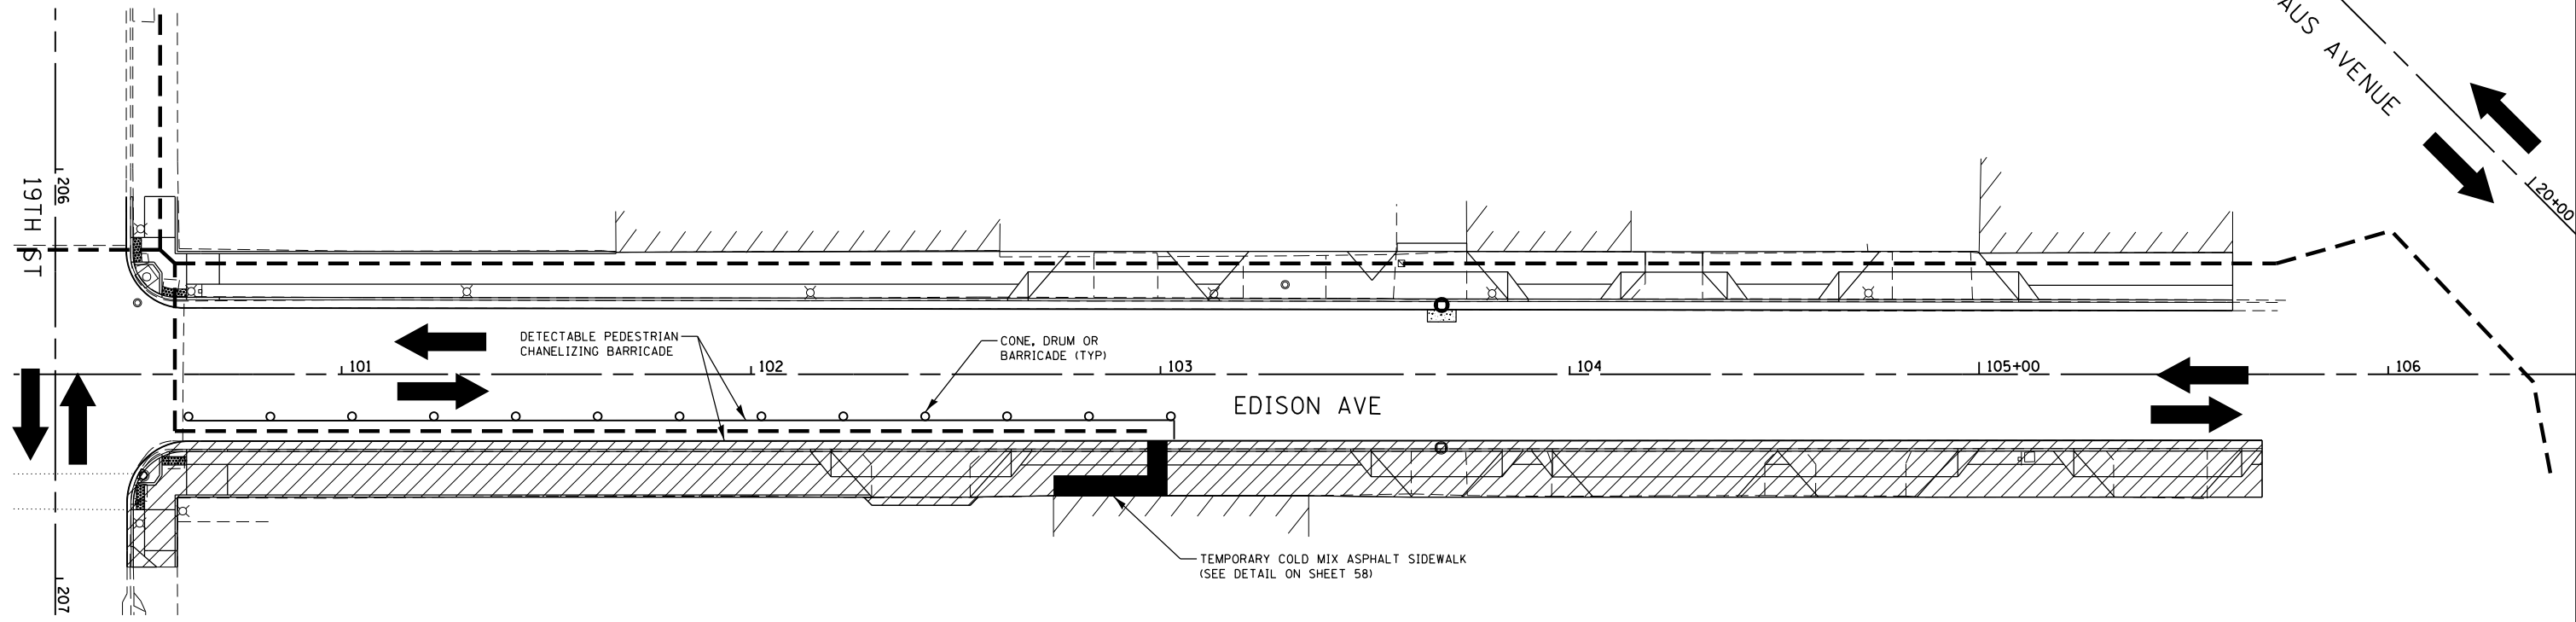 AUS AVENUE
20+00
206
19TH ST
DETECTABLE PEDESTRIAN
CHANELIZING BARRICADE
CONE, DRUM OR
BARRICADE (TYP)
101
102
103
104
105+00
106
EDISON AVE
TEMPORARY COLD MIX ASPHALT SIDEWALK
(SEE DETAIL ON SHEET 58)
207